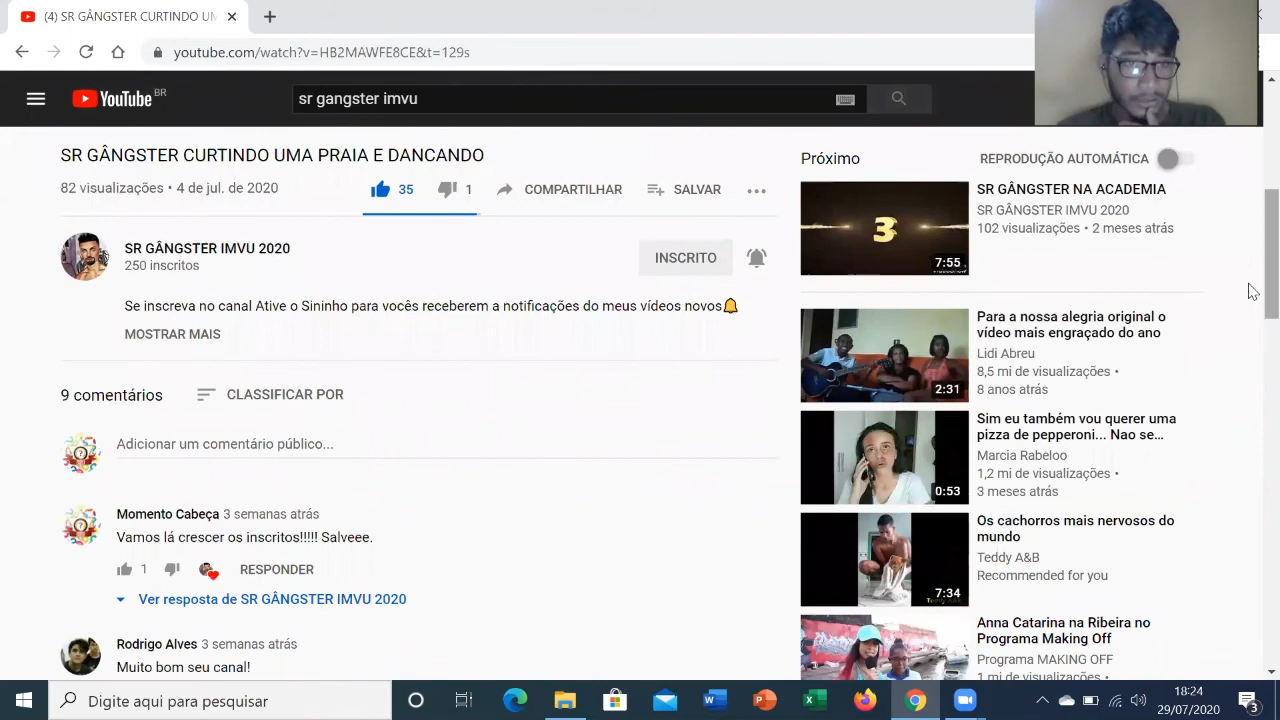 (4) SR GÂNGSTER CURTINDO UM
youtube.com/watch?v=HB2MAWFE8CE&t=129s
YouTube BR
sr gangster imvu
SR GÂNGSTER CURTINDO UMA PRAIA E DANCANDO
82 visualizações • 4 de jul. de 2020
35
1
COMPARTILHAR
SALVAR
SR GÂNGSTER IMVU 2020
250 inscritos
INSCRITO
Se inscreva no canal Ative o Sininho para vocês receberem a notificações do meus vídeos novos🔔
MOSTRAR MAIS
9 comentários
CLASSIFICAR POR
Adicionar um comentário público...
Momento Cabeça 3 semanas atrás
Vamos lá crescer os inscritos!!!!! Salveee.
1
RESPONDER
Ver resposta de SR GÂNGSTER IMVU 2020
Rodrigo Alves 3 semanas atrás
Muito bom seu canal!
Próximo
REPRODUÇÃO AUTOMÁTICA
3
7:55
SR GÂNGSTER NA ACADEMIA
SR GÂNGSTER IMVU 2020
102 visualizações • 2 meses atrás
2:31
Para a nossa alegria original o
vídeo mais engraçado do ano
Lidi Abreu
8,5 mi de visualizações •
8 anos atrás
0:53
Sim eu também vou querer uma
pizza de pepperoni... Nao se...
Marcia Rabeloo
1,2 mi de visualizações •
3 meses atrás
7:34
Os cachorros mais nervosos do
mundo
Teddy A&B
Recommended for you
Anna Catarina na Ribeira no
Programa Making Off
Programa MAKING OFF
1 mi de visualizações •
Digite aqui para pesquisar
18:24
29/07/2020
3